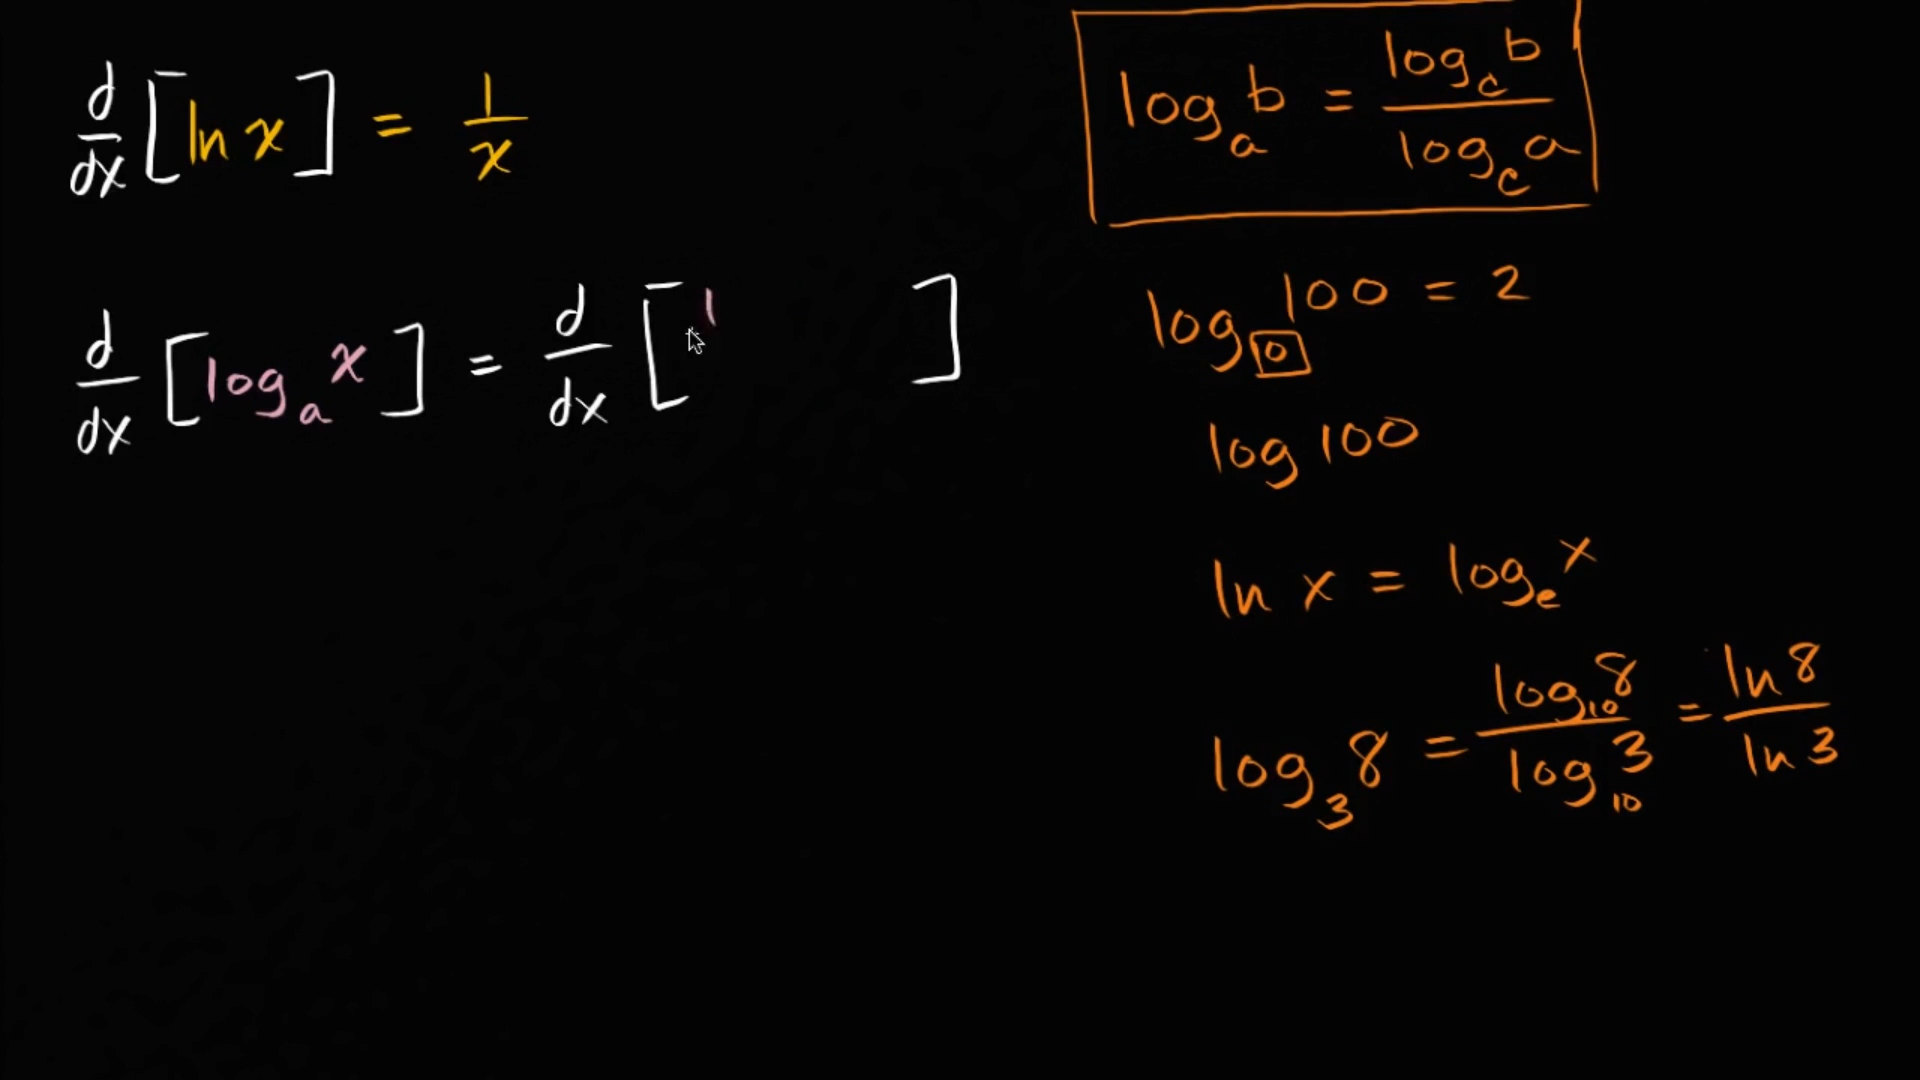 d/dx [ln x] = 1/x
log_a b = log_c b / log_c a
d/dx [log_a x] = d/dx [l ]
log_10 100 = 2
log 100
ln x = log_e x
log_3 8 = log_10 8 / log_10 3 = ln 8 / ln 3